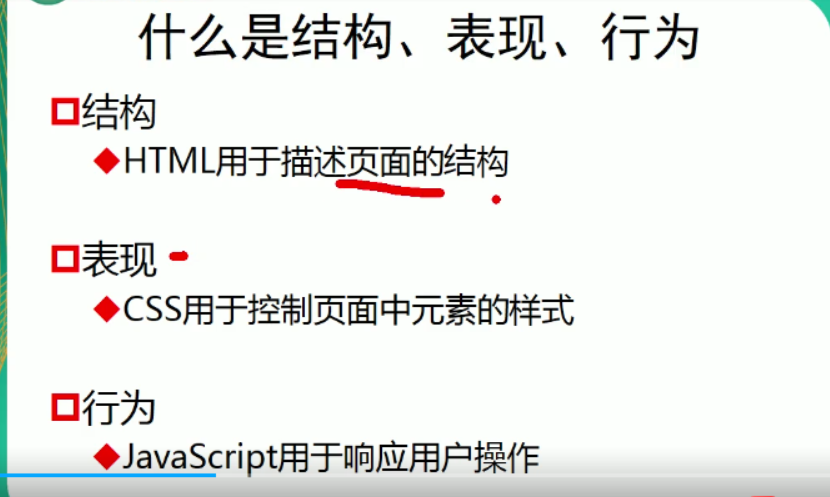 什么是结构、表现、行为
结构
HTML用于描述页面的结构
表现
CSS用于控制页面中元素的样式
行为
JavaScript用于响应用户操作